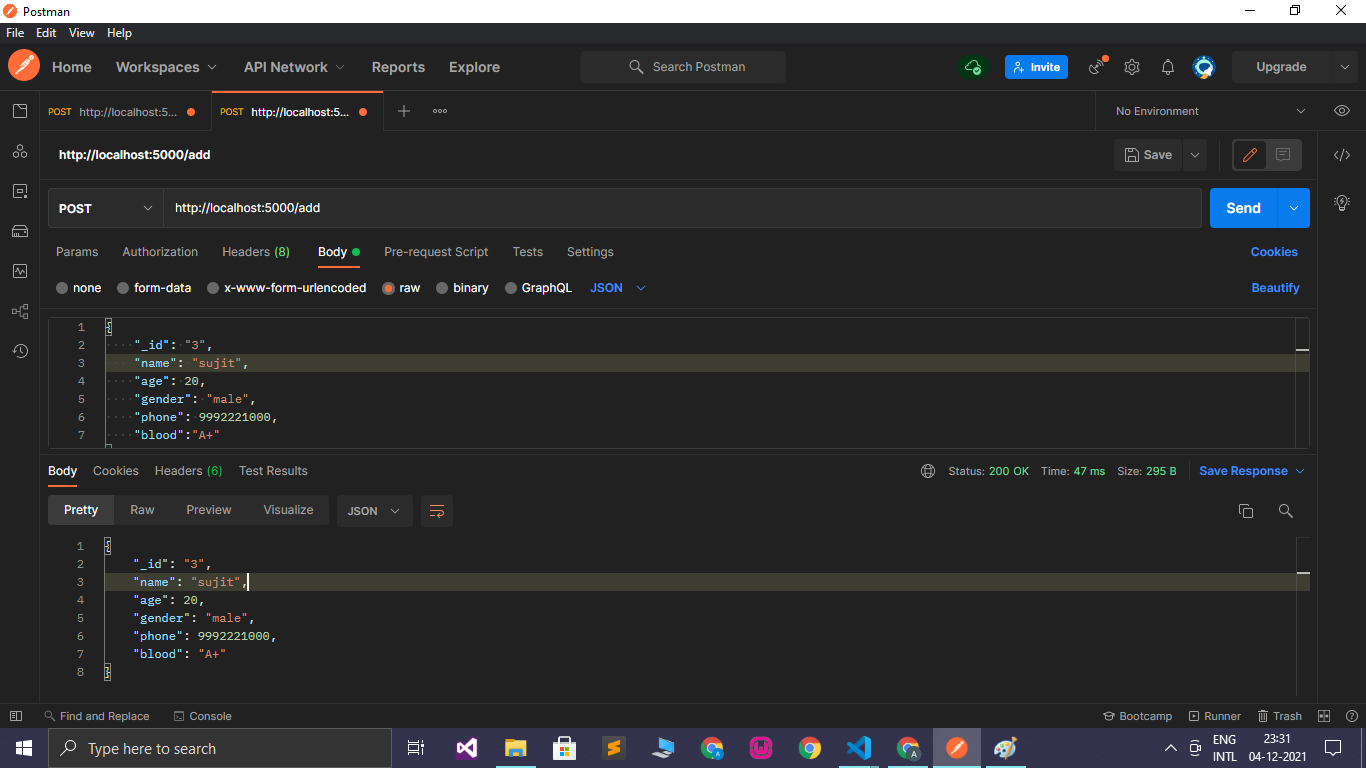 Postman
File Edit View Help
Home Workspaces API Network Reports Explore Search Postman Invite Upgrade
POST http://localhost:5... POST http://localhost:5... No Environment
http://localhost:5000/add Save
POST http://localhost:5000/add Send
Params Authorization Headers (8) Body Pre-request Script Tests Settings Cookies
none form-data x-www-form-urlencoded raw binary GraphQL JSON Beautify
1 {
2 "_id": "3",
3 "name": "sujit",
4 "age": 20,
5 "gender": "male",
6 "phone": 9992221000,
7 "blood":"A+"
Body Cookies Headers (6) Test Results Status: 200 OK Time: 47 ms Size: 295 B Save Response
Pretty Raw Preview Visualize JSON
1 {
2 "_id": "3",
3 "name": "sujit",
4 "age": 20,
5 "gender": "male",
6 "phone": 9992221000,
7 "blood": "A+"
8 }
Find and Replace Console Bootcamp Runner Trash
Type here to search A ENG 23:31
INTL 04-12-2021